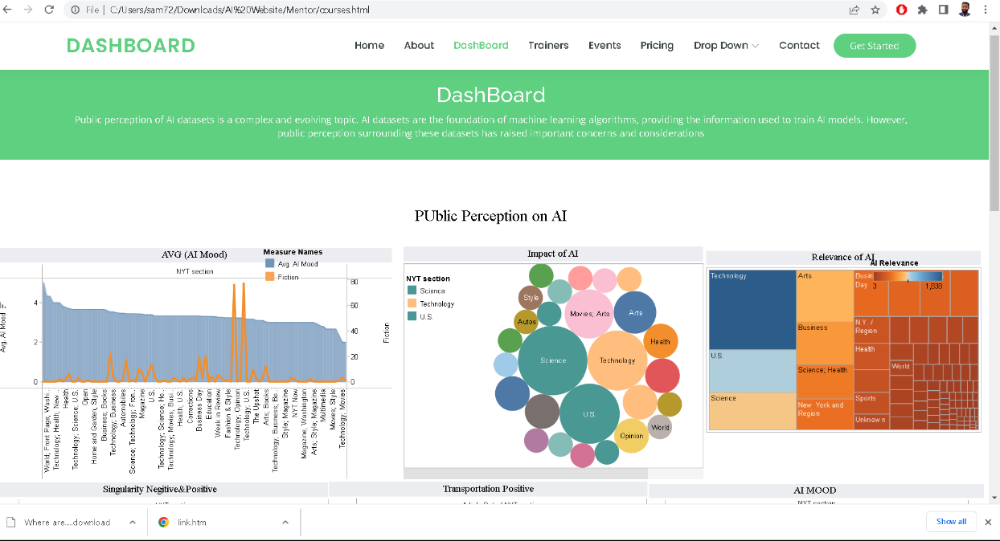 File | C:/Users/sam72/Downloads/AI%20Website/Mentor/courses.html
DASHBOARD
Home About DashBoard Trainers Events Pricing Drop Down Contact Get Started
DashBoard
Public perception of AI datasets is a complex and evolving topic. AI datasets are the foundation of machine learning algorithms, providing the information used to train AI models. However,
public perception surrounding these datasets has raised important concerns and considerations
PUblic Perception on AI
AVG (AI Mood)
Measure Names
Avg. AI Mood
Fiction
NYT section
Avg. AI Mood
4
2
0
80
60
40
20
0
Fiction
World; Front Page; Washi..
Technology; Health; New..
Health
Technology; Science; U.S.
Open
Home and Garden; Style
Business; Books
Technology; Business
Automobiles
Science; Technology; Fron..
Magazine
U.S.
Technology; Science; He..
Technology; Movies; Busi..
Health; U.S.
Corrections
Business Day
Education
Week in Review
Fashion & Style
Technology; Opinion
Technology; U.S.
The Upshot
Arts; Books
Technology; Business; Bo..
Style; Magazine
NYT Now
Magazine; Washington
Arts; Style; Magazine
Multimedia
Movies; Style
Technology; Movies
Impact of AI
NYT section
Science
Technology
U.S.
Style
Autos
Movies; Arts
Arts
Health
Science
Technology
U.S.
World
Opinion
Relevance of AI
AI Relevance
3 1,838
Technology
U.S.
Science
Arts
Business
Science; Health
New York and
Region
Day
N.Y. /
Region
Health
World
Sports
Unknown
Singularity Negitive&Positive
Transportation Positive
AI MOOD
NYT section
Where are....download
link.htm
Show all